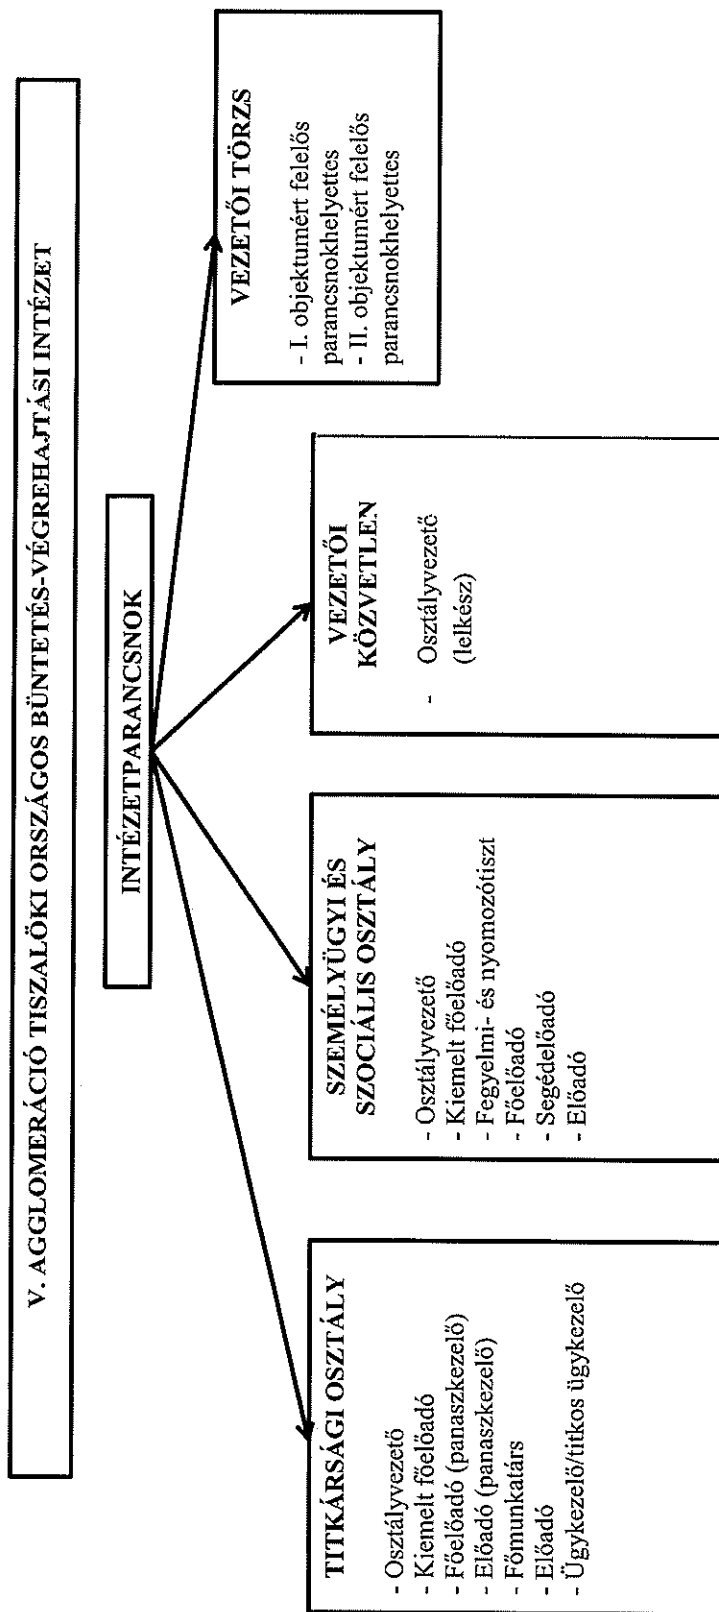 V. AGGLOMERÁCIÓ TISZALÖKI ORSZÁGOS BÜNTETÉS-VÉGREHAJTÁSI INTÉZET
INTÉZETPARANCSNOK
TITKÁRSÁGI OSZTÁLY
- Osztályvezető
- Kiemelt főelőadó
- Főelőadó (panaszkezelő)
- Előadó (panaszkezelő)
- Főmunkatárs
- Előadó
- Ügykezelő/titkos ügykezelő
SZEMÉLYÜGYI ÉS
SZOCIÁLIS OSZTÁLY
- Osztályvezető
- Kiemelt főelőadó
- Fegyelmi- és nyomozótiszt
- Főelőadó
- Segédelőadó
- Előadó
VEZETŐI
KÖZVETLEN
- Osztályvezető
(lelkész)
VEZETŐI TÖRZS
- I. objektumért felelős
parancsnokhelyettes
- II. objektumért felelős
parancsnokhelyettes